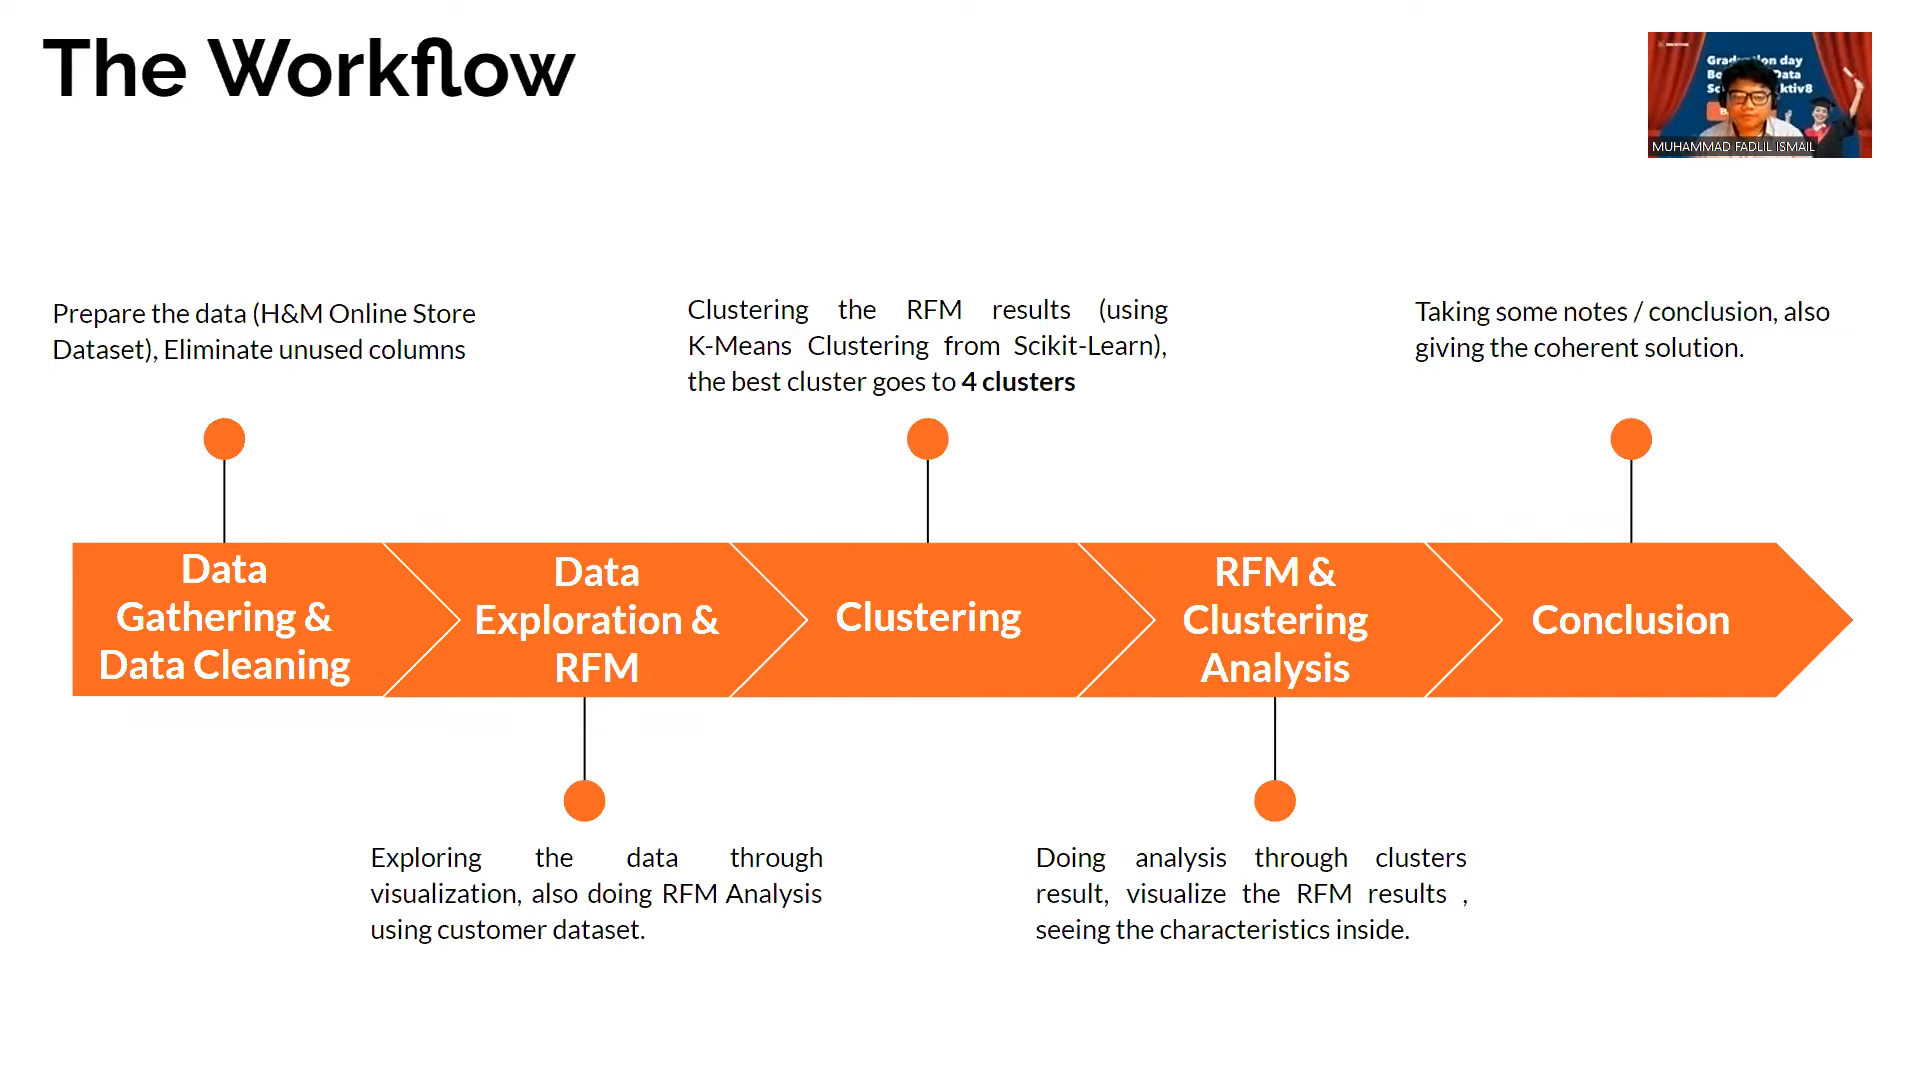 The Workflow
Graduation day
Data
ktiv8
MUHAMMAD FADLIL ISMAIL
Prepare the data (H&M Online Store
Dataset), Eliminate unused columns
Clustering the RFM results (using
K-Means Clustering from Scikit-Learn),
the best cluster goes to 4 clusters
Taking some notes / conclusion, also
giving the coherent solution.
Data
Gathering &
Data Cleaning
Data
Exploration &
RFM
Clustering
RFM &
Clustering
Analysis
Conclusion
Exploring the data through
visualization, also doing RFM Analysis
using customer dataset.
Doing analysis through clusters
result, visualize the RFM results ,
seeing the characteristics inside.